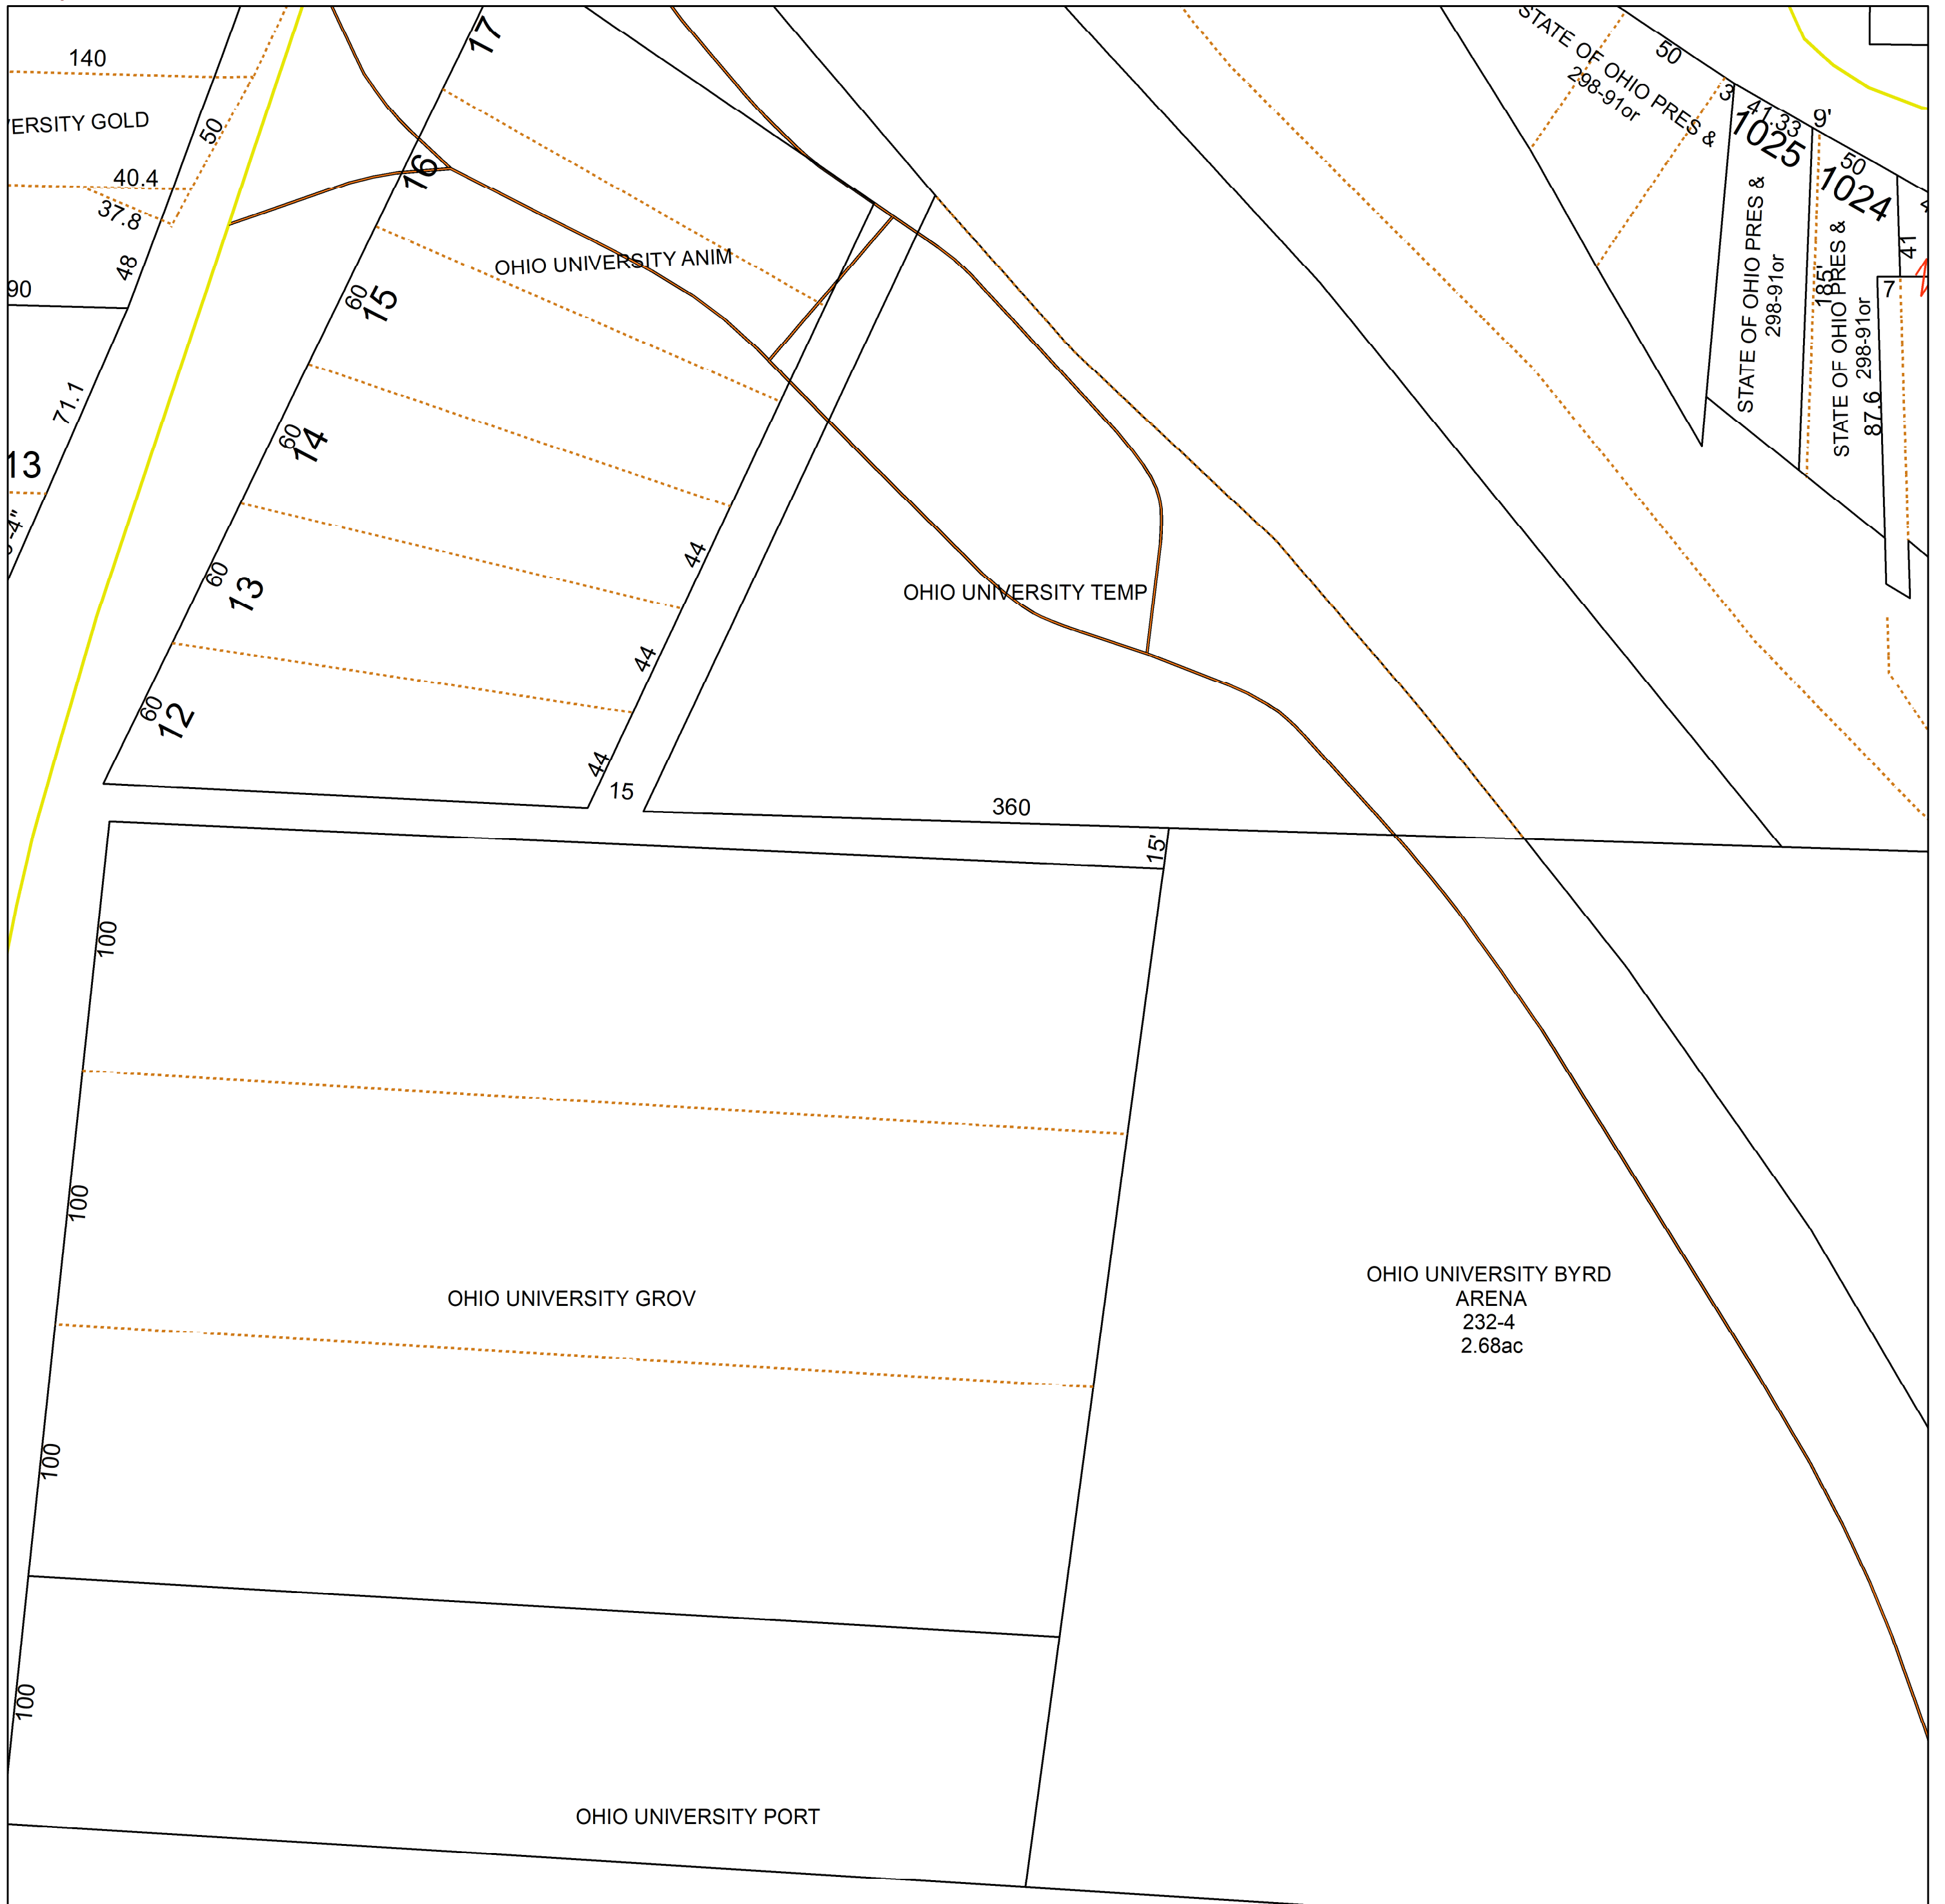 17
140
50
STATE OF OHIO PRES &
298-91or
3
41.33
9'
ERSITY GOLD
50
1025
50
1024
16
40.4
37.8
48
OHIO UNIVERSITY ANIM
STATE OF OHIO PRES &
298-91or
185'
STATE OF OHIO PRES &
298-91or
41
7
90
60
15
71.1
87.6
60
14
13
44
60
13
OHIO UNIVERSITY TEMP
44
60
12
44
15
360
15'
100
100
OHIO UNIVERSITY GROV
OHIO UNIVERSITY BYRD
ARENA
232-4
2.68ac
100
100
OHIO UNIVERSITY PORT